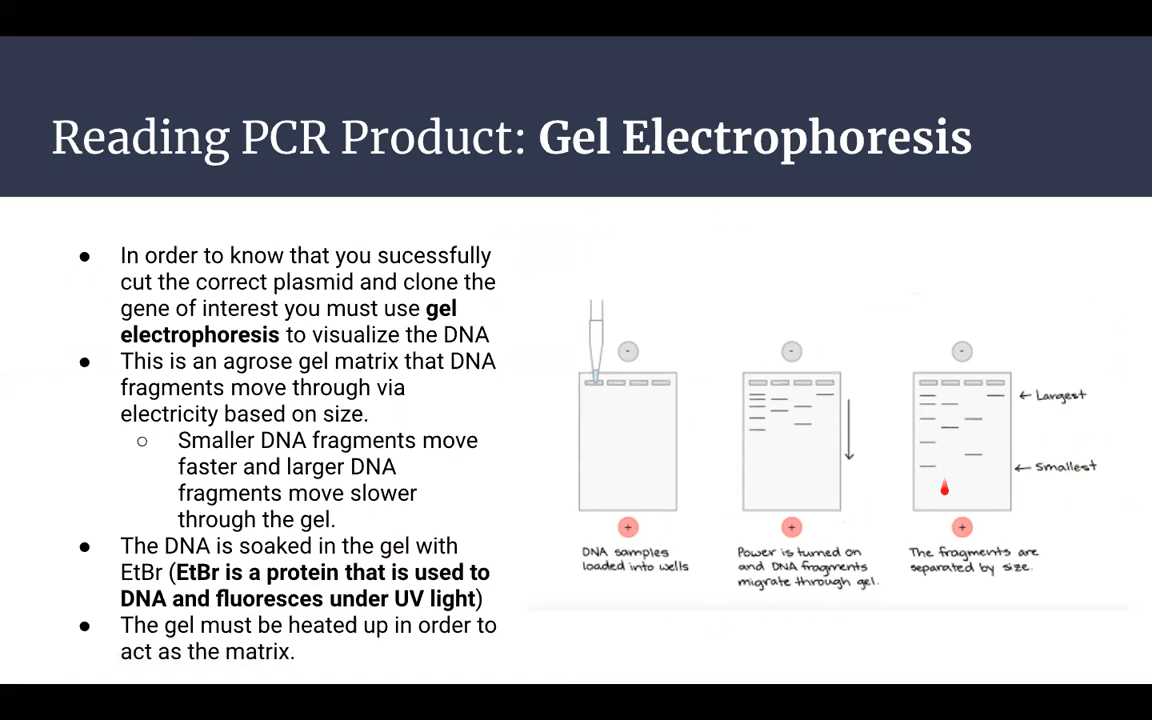 Reading PCR Product: Gel Electrophoresis
● In order to know that you sucessfully
cut the correct plasmid and clone the
gene of interest you must use gel
electrophoresis to visualize the DNA
● This is an agrose gel matrix that DNA
fragments move through via
electricity based on size.
○ Smaller DNA fragments move
faster and larger DNA
fragments move slower
through the gel.
● The DNA is soaked in the gel with
EtBr (EtBr is a protein that is used to
DNA and fluoresces under UV light)
● The gel must be heated up in order to
act as the matrix.
-
+
DNA samples
loaded into wells
-
+
Power is turned on
and DNA fragments
migrate through gel.
-
← Largest
← Smallest
+
The fragments are
separated by size.